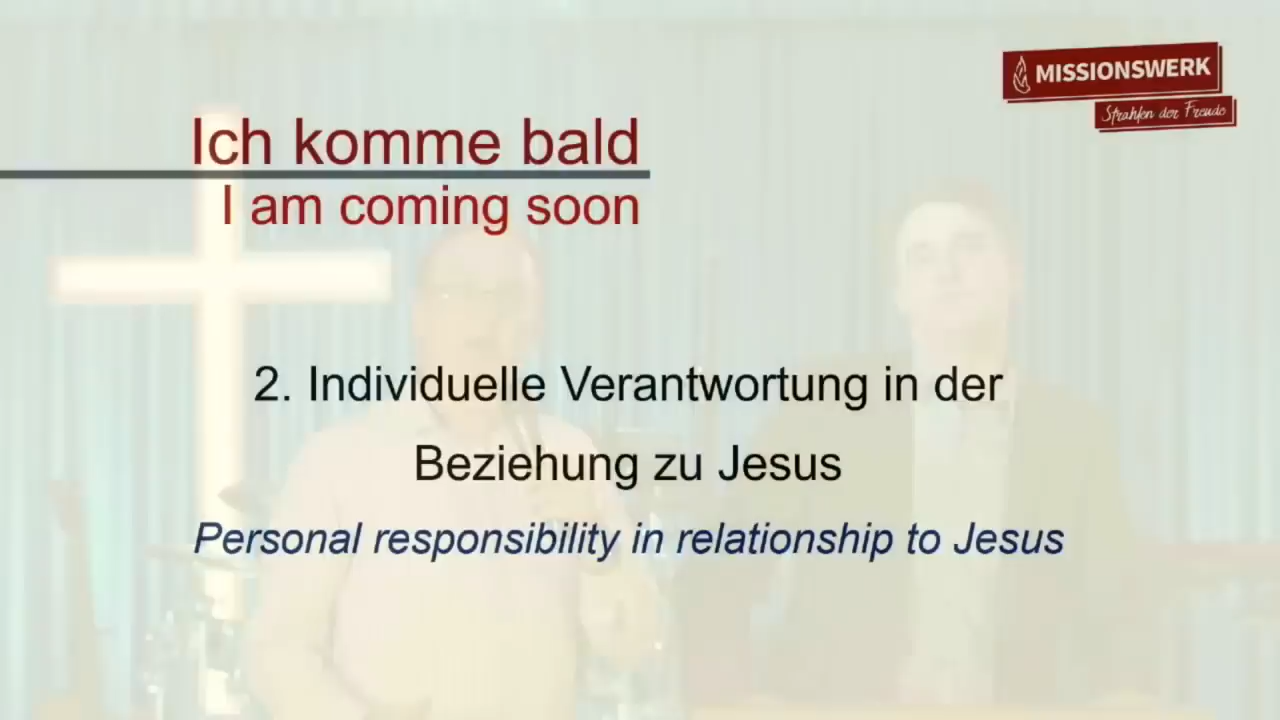 MISSIONSWERK
Strahlen der Freude
Ich komme bald
I am coming soon
2. Individuelle Verantwortung in der
Beziehung zu Jesus
Personal responsibility in relationship to Jesus